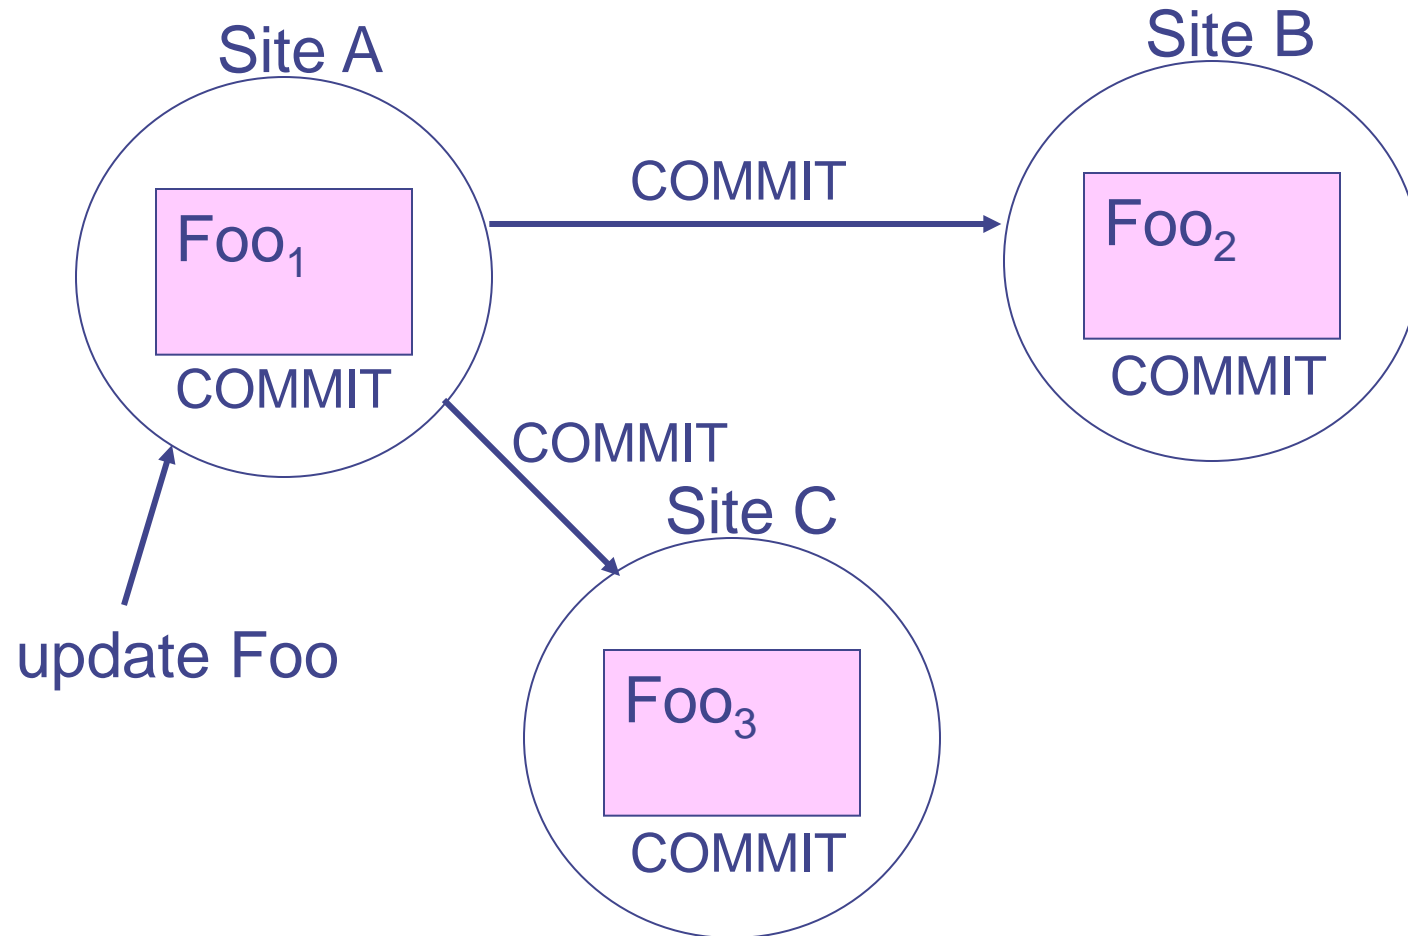 Site A
Site B
COMMIT
Foo₁
Foo₂
COMMIT
COMMIT
COMMIT
Site C
update Foo
Foo₃
COMMIT